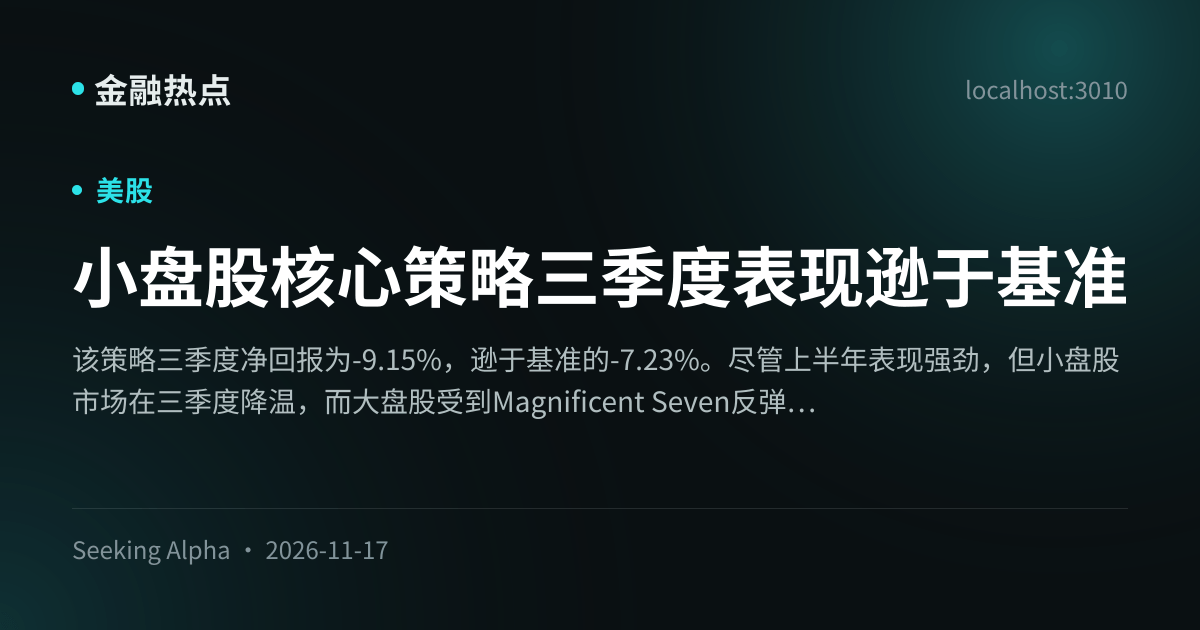 金融热点
localhost:3010
美股
小盘股核心策略三季度表现逊于基准
该策略三季度净回报为-9.15%，逊于基准的-7.23%。尽管上半年表现强劲，但小盘股
市场在三季度降温，而大盘股受到Magnificent Seven反弹…
Seeking Alpha • 2026-11-17